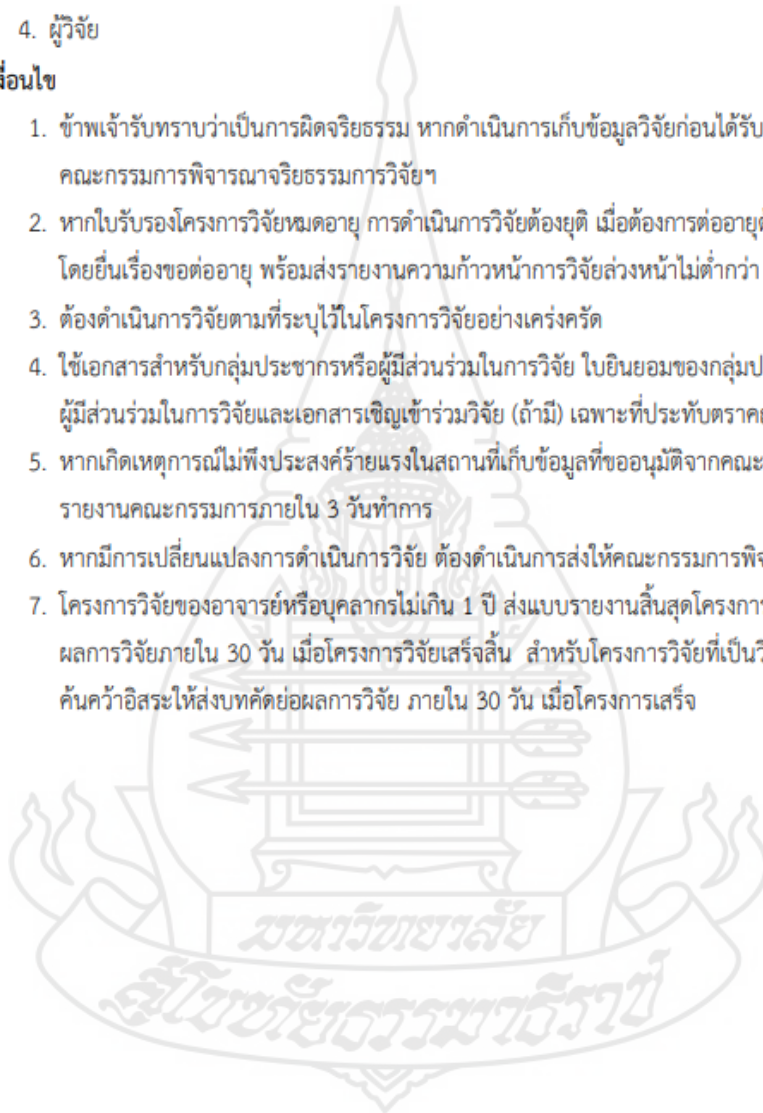 4. ผู้วิจัย
งื่อนไข
1. ข้าพเจ้ารับทราบว่าเป็นการผิดจริยธรรม หากดำเนินการเก็บข้อมูลวิจัยก่อนได้รับ
คณะกรรมการพิจารณาจริยธรรมการวิจัยฯ
2. หากใบรับรองโครงการวิจัยหมดอายุ การดำเนินการวิจัยต้องยุติ เมื่อต้องการต่ออายุ
โดยยื่นเรื่องขอต่ออายุ พร้อมส่งรายงานความก้าวหน้าการวิจัยล่วงหน้าไม่ต่ำกว่า
3. ต้องดำเนินการวิจัยตามที่ระบุไว้ในโครงการวิจัยอย่างเคร่งครัด
4. ใช้เอกสารสำหรับกลุ่มประชากรหรือผู้มีส่วนร่วมในการวิจัย ใบยินยอมของกลุ่มป
ผู้มีส่วนร่วมในการวิจัยและเอกสารเชิญเข้าร่วมวิจัย (ถ้ามี) เฉพาะที่ประทับตราค
5. หากเกิดเหตุการณ์ไม่พึงประสงค์ร้ายแรงในสถานที่เก็บข้อมูลที่ขออนุมัติจากคณะ
รายงานคณะกรรมการภายใน 3 วันทำการ
6. หากมีการเปลี่ยนแปลงการดำเนินการวิจัย ต้องดำเนินการส่งให้คณะกรรมการพิจ
7. โครงการวิจัยของอาจารย์หรือบุคลากรไม่เกิน 1 ปี ส่งแบบรายงานสิ้นสุดโครงกา
ผลการวิจัยภายใน 30 วัน เมื่อโครงการวิจัยเสร็จสิ้น สำหรับโครงการวิจัยที่เป็นวิ
ค้นคว้าอิสระให้ส่งบทคัดย่อผลการวิจัย ภายใน 30 วัน เมื่อโครงการเสร็จ
มหาวิทยาลัย
สุโขทัยธรรมาธิราช